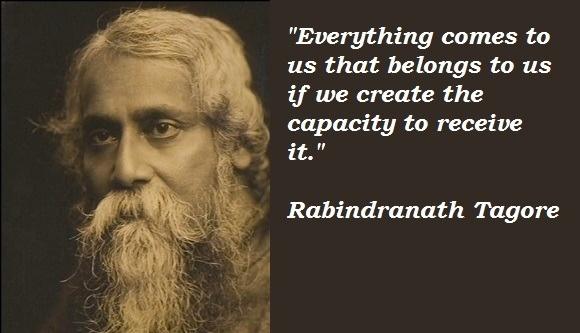 "Everything comes to
us that belongs to us
if we create the
capacity to receive
it."
Rabindranath Tagore